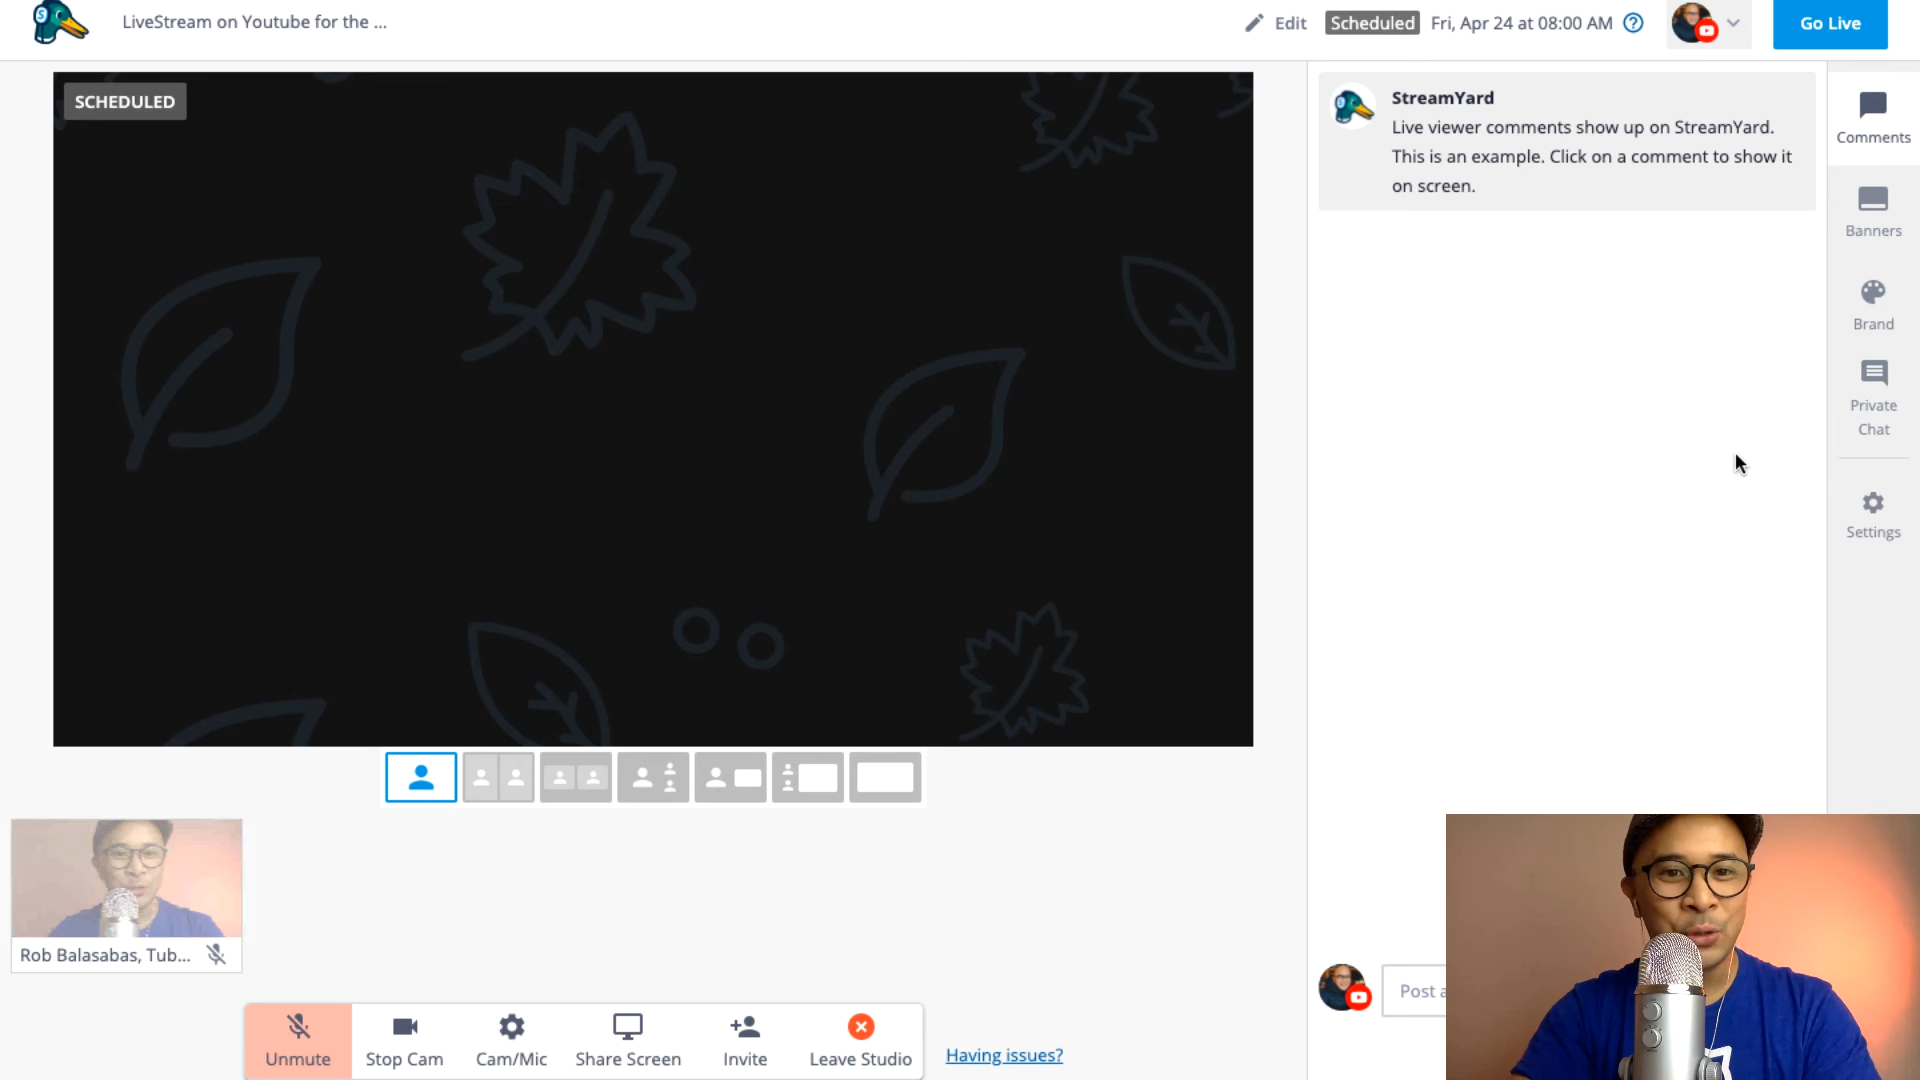 LiveStream on Youtube for the ...
Edit
Scheduled
Fri, Apr 24 at 08:00 AM
Go Live
SCHEDULED
StreamYard
Live viewer comments show up on StreamYard.
This is an example. Click on a comment to show it
on screen.
Comments
Banners
Brand
Private
Chat
Settings
Rob Balasabas, Tub...
Post a
Unmute
Stop Cam
Cam/Mic
Share Screen
Invite
Leave Studio
Having issues?